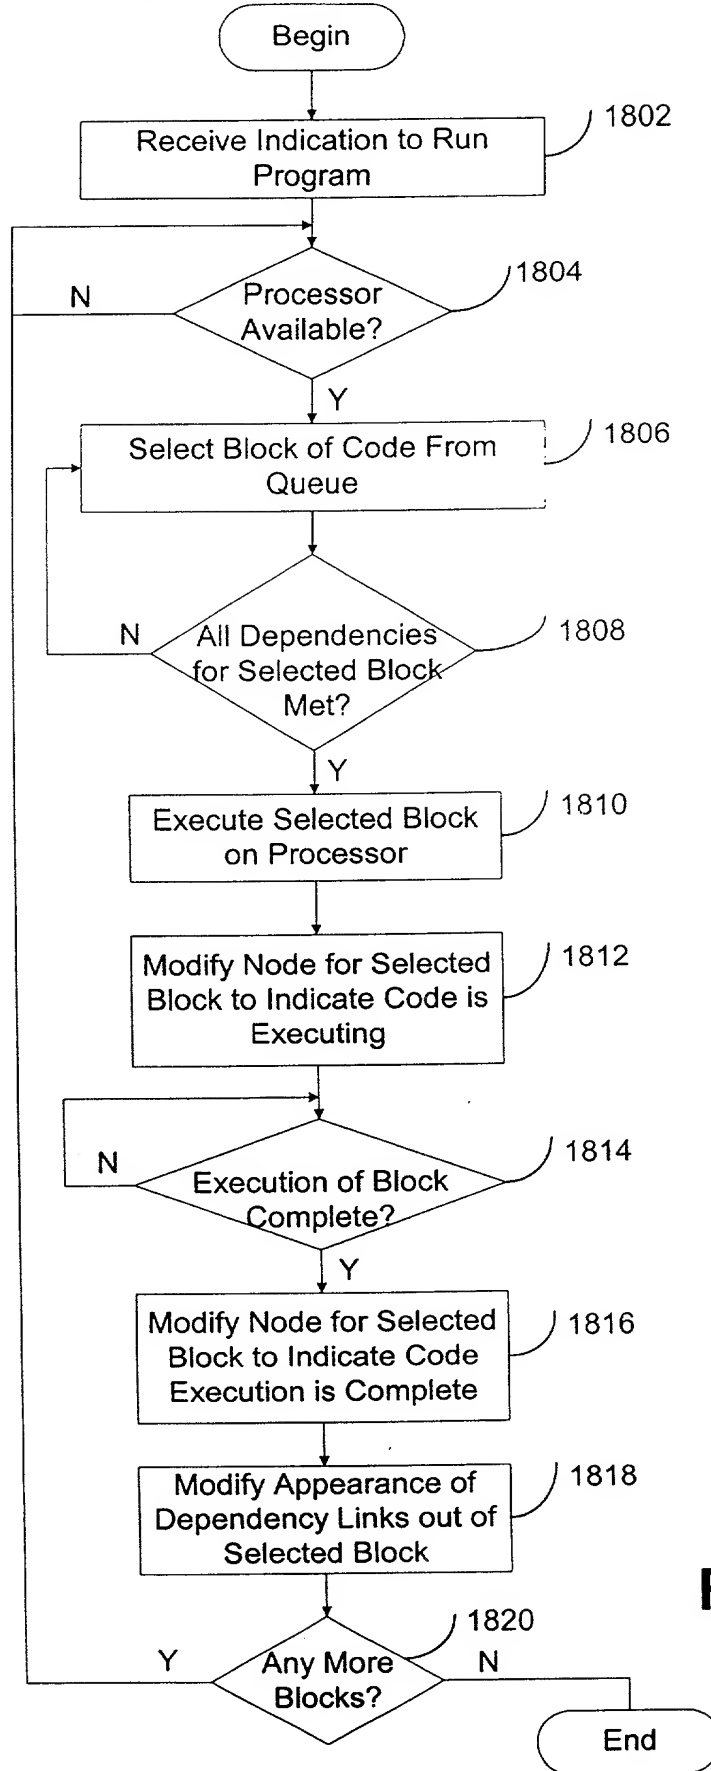 Begin
Receive Indication to Run
Program
1802
Processor
Available?
1804
N
Y
Select Block of Code From
Queue
1806
All Dependencies
for Selected Block
Met?
1808
N
Y
Execute Selected Block
on Processor
1810
Modify Node for Selected
Block to Indicate Code is
Executing
1812
Execution of Block
Complete?
1814
N
Y
Modify Node for Selected
Block to Indicate Code
Execution is Complete
1816
Modify Appearance of
Dependency Links out of
Selected Block
1818
Any More
Blocks?
1820
Y
N
End